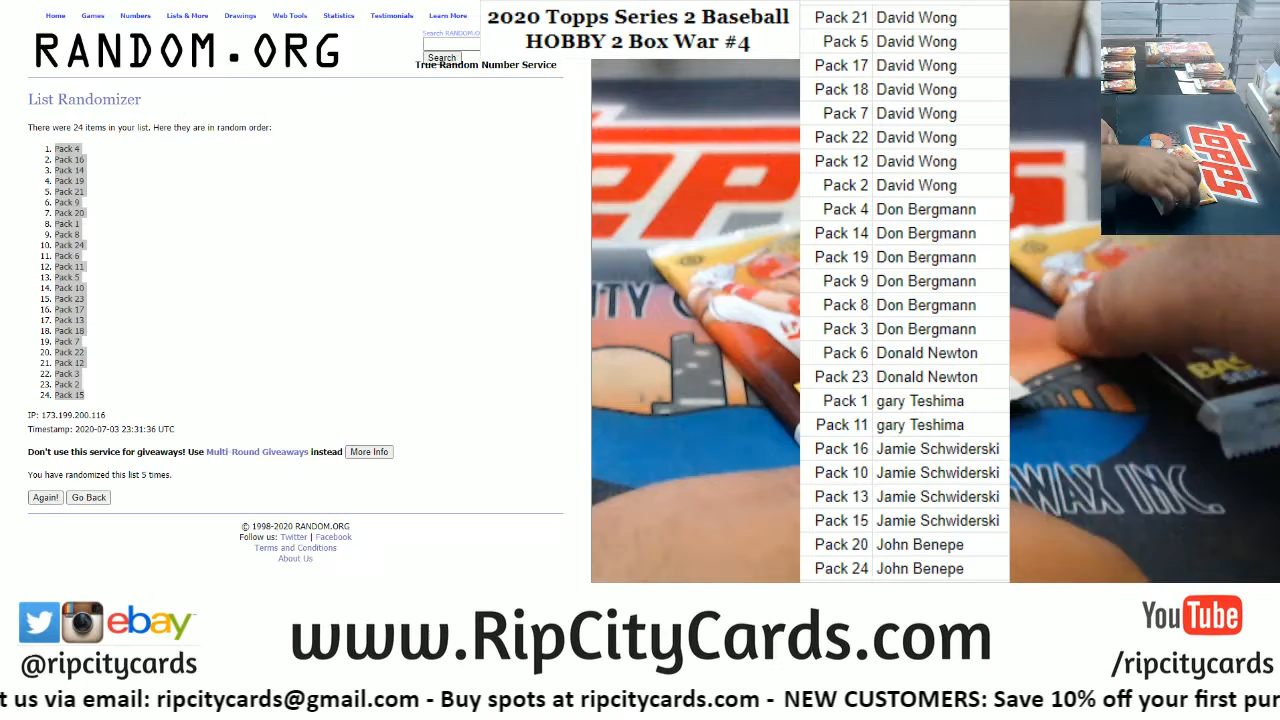 Home Games Numbers Lists & More Drawings Web Tools Statistics Testimonials Learn More
RANDOM.ORG
Search RANDOM.O
Search
True Random Number Service
List Randomizer
There were 24 items in your list. Here they are in random order:
1. Pack 4
2. Pack 16
3. Pack 14
4. Pack 19
5. Pack 21
6. Pack 9
7. Pack 20
8. Pack 1
9. Pack 8
10. Pack 24
11. Pack 6
12. Pack 11
13. Pack 5
14. Pack 10
15. Pack 23
16. Pack 17
17. Pack 13
18. Pack 18
19. Pack 7
20. Pack 22
21. Pack 12
22. Pack 3
23. Pack 2
24. Pack 15
IP: 173.199.200.116
Timestamp: 2020-07-03 23:31:36 UTC
Don't use this service for giveaways! Use Multi-Round Giveaways instead More Info
You have randomized this list 5 times.
Again! Go Back
© 1998-2020 RANDOM.ORG
Follow us: Twitter | Facebook
Terms and Conditions
About Us
2020 Topps Series 2 Baseball
HOBBY 2 Box War #4
Pack 21 David Wong
Pack 5 David Wong
Pack 17 David Wong
Pack 18 David Wong
Pack 7 David Wong
Pack 22 David Wong
Pack 12 David Wong
Pack 2 David Wong
Pack 4 Don Bergmann
Pack 14 Don Bergmann
Pack 19 Don Bergmann
Pack 9 Don Bergmann
Pack 8 Don Bergmann
Pack 3 Don Bergmann
Pack 6 Donald Newton
Pack 23 Donald Newton
Pack 1 gary Teshima
Pack 11 gary Teshima
Pack 16 Jamie Schwiderski
Pack 10 Jamie Schwiderski
Pack 13 Jamie Schwiderski
Pack 15 Jamie Schwiderski
Pack 20 John Benepe
Pack 24 John Benepe
topps
WAX INC.
ebay
@ripcitycards
www.RipCityCards.com
YouTube
/ripcitycards
t us via email: ripcitycards@gmail.com - Buy spots at ripcitycards.com - NEW CUSTOMERS: Save 10% off your first pur